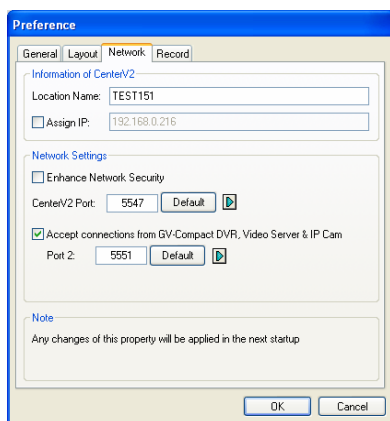 Preference
General Layout Network Record
Information of CenterV2
Location Name: TEST151
Assign IP: 192.168.0.216
Network Settings
Enhance Network Security
CenterV2 Port: 5547 Default
Accept connections from GV-Compact DVR, Video Server & IP Cam
Port 2: 5551 Default
Note
Any changes of this property will be applied in the next startup
OK Cancel